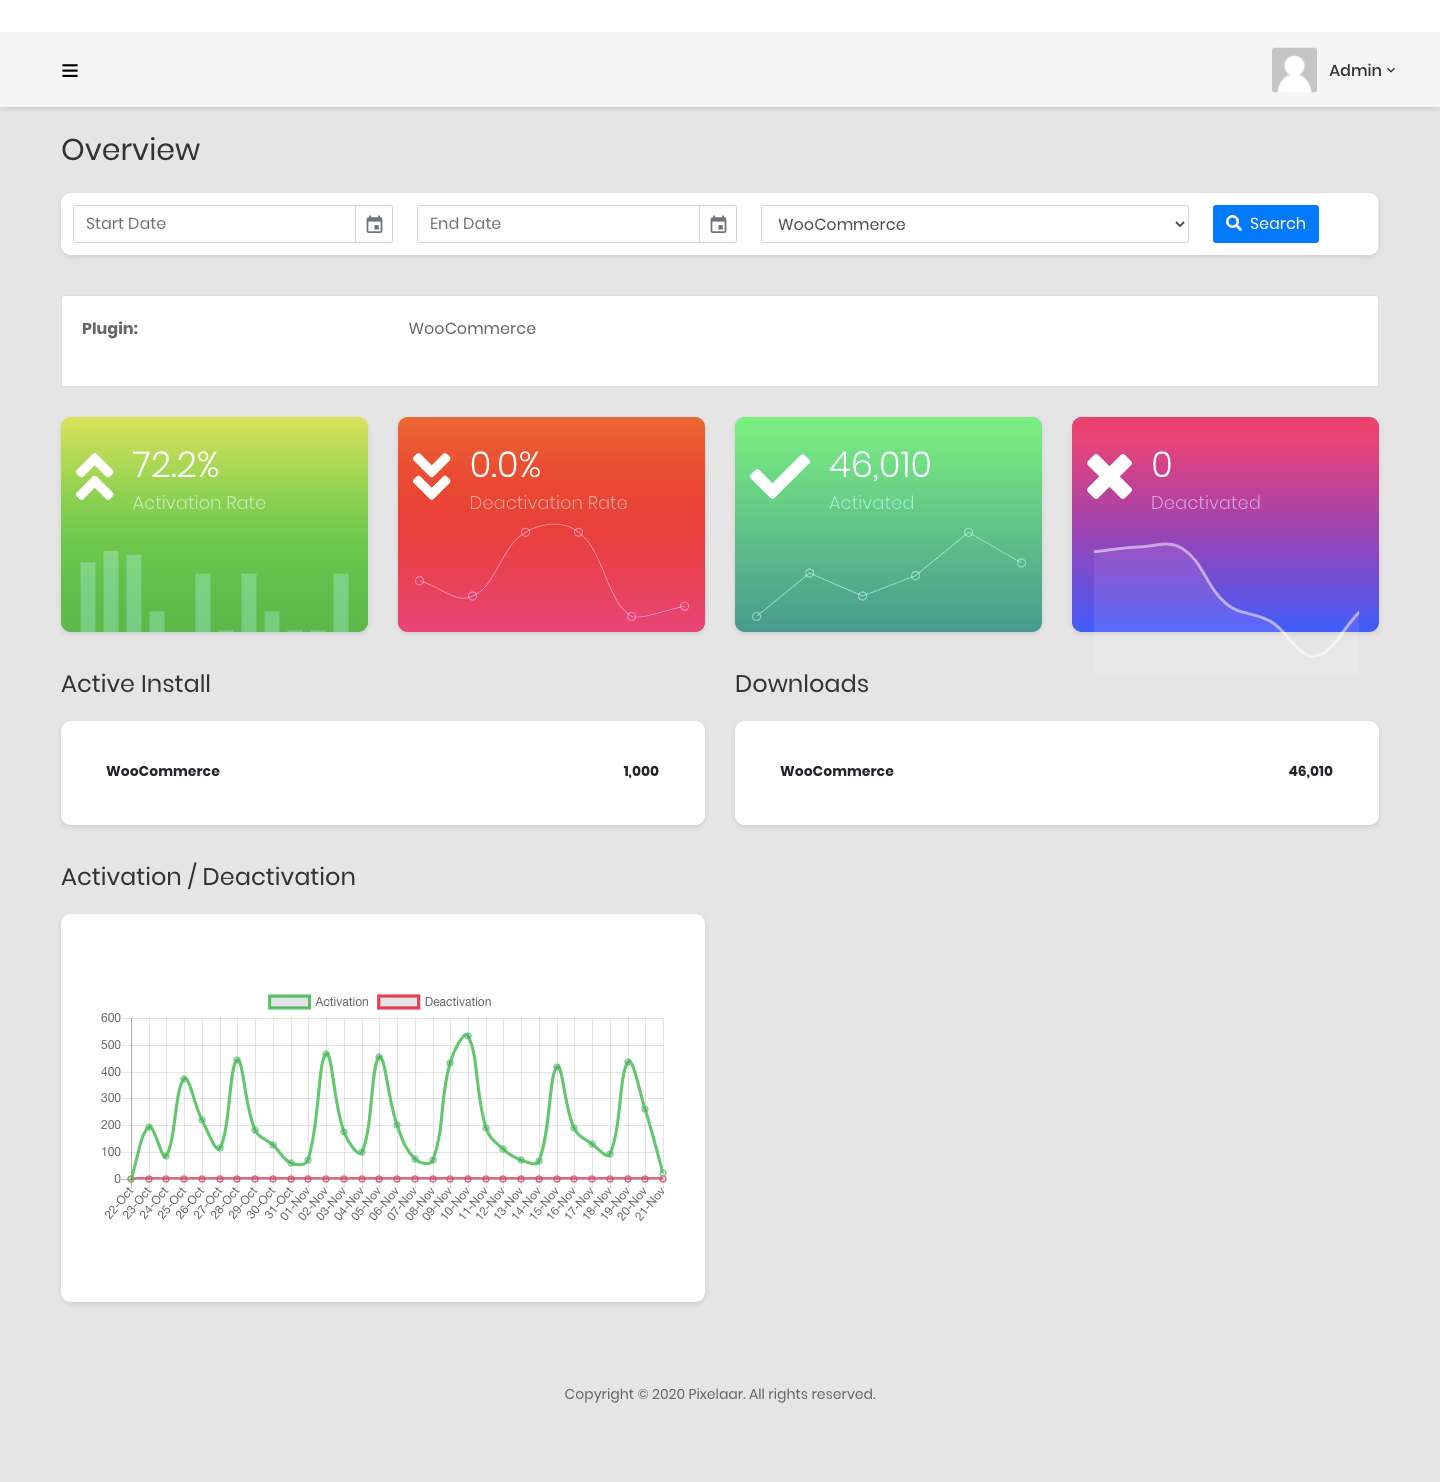 Admin
Overview
Start Date
End Date
WooCommerce
Search
Plugin:
WooCommerce
72.2%
Activation Rate
0.0%
Deactivation Rate
46,010
Activated
0
Deactivated
Active Install
Downloads
WooCommerce 1,000
WooCommerce 46,010
Activation / Deactivation
Activation Deactivation
600
500
400
300
200
100
0
22-Oct
23-Oct
24-Oct
25-Oct
26-Oct
27-Oct
28-Oct
29-Oct
30-Oct
31-Oct
01-Nov
02-Nov
03-Nov
04-Nov
05-Nov
06-Nov
07-Nov
08-Nov
09-Nov
10-Nov
11-Nov
12-Nov
13-Nov
14-Nov
15-Nov
16-Nov
17-Nov
18-Nov
19-Nov
20-Nov
21-Nov
Copyright © 2020 Pixelaar. All rights reserved.